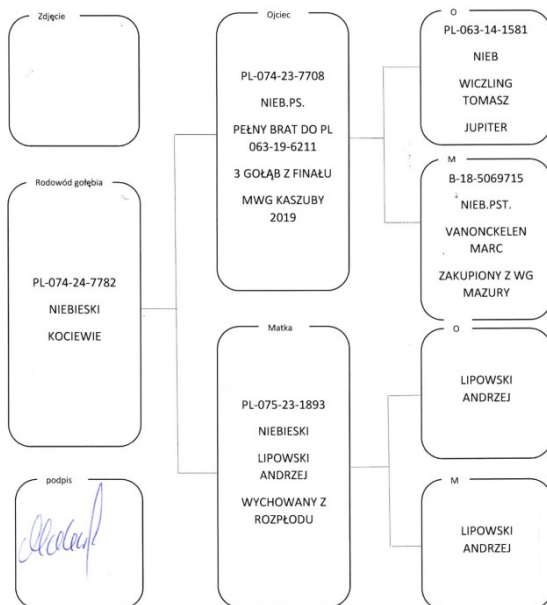 Zdjęcie
Rodowód gołębia
PL-074-24-7782
NIEBIESKI
KOCIEWIE
podpis
Ojciec
PL-074-23-7708
NIEB.PS.
PEŁNY BRAT DO PL
063-19-6211
3 GOŁĄB Z FINAŁU
MWG KASZUBY
2019
Matka
PL-075-23-1893
NIEBIESKI
LIPOWSKI
ANDRZEJ
WYCHOWANY Z
ROZPŁODU
O
PL-063-14-1581
NIEB
WICZLING
TOMASZ
JUPITER
M
B-18-5069715
NIEB.PST.
VANONCKELEN
MARC
ZAKUPIONY Z WG
MAZURY
O
LIPOWSKI
ANDRZEJ
M
LIPOWSKI
ANDRZEJ